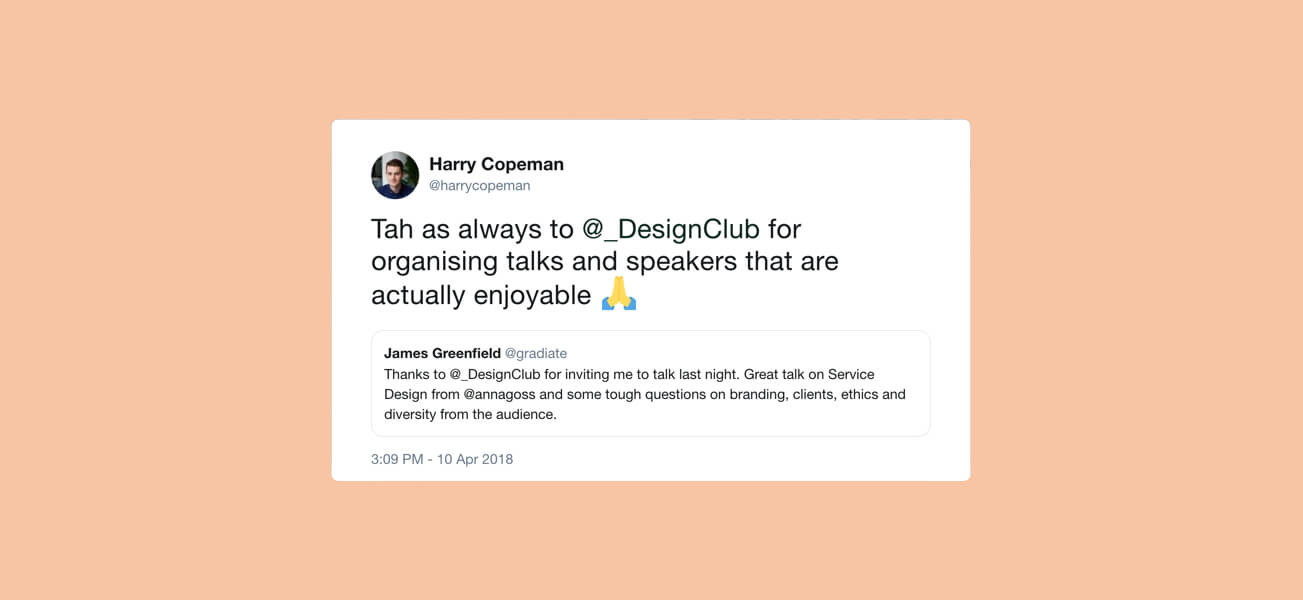 Harry Copeman
@harrycopeman
Tah as always to @_DesignClub for
organising talks and speakers that are
actually enjoyable 🙏
James Greenfield @gradiate
Thanks to @_DesignClub for inviting me to talk last night. Great talk on Service
Design from @annagoss and some tough questions on branding, clients, ethics and
diversity from the audience.
3:09 PM - 10 Apr 2018